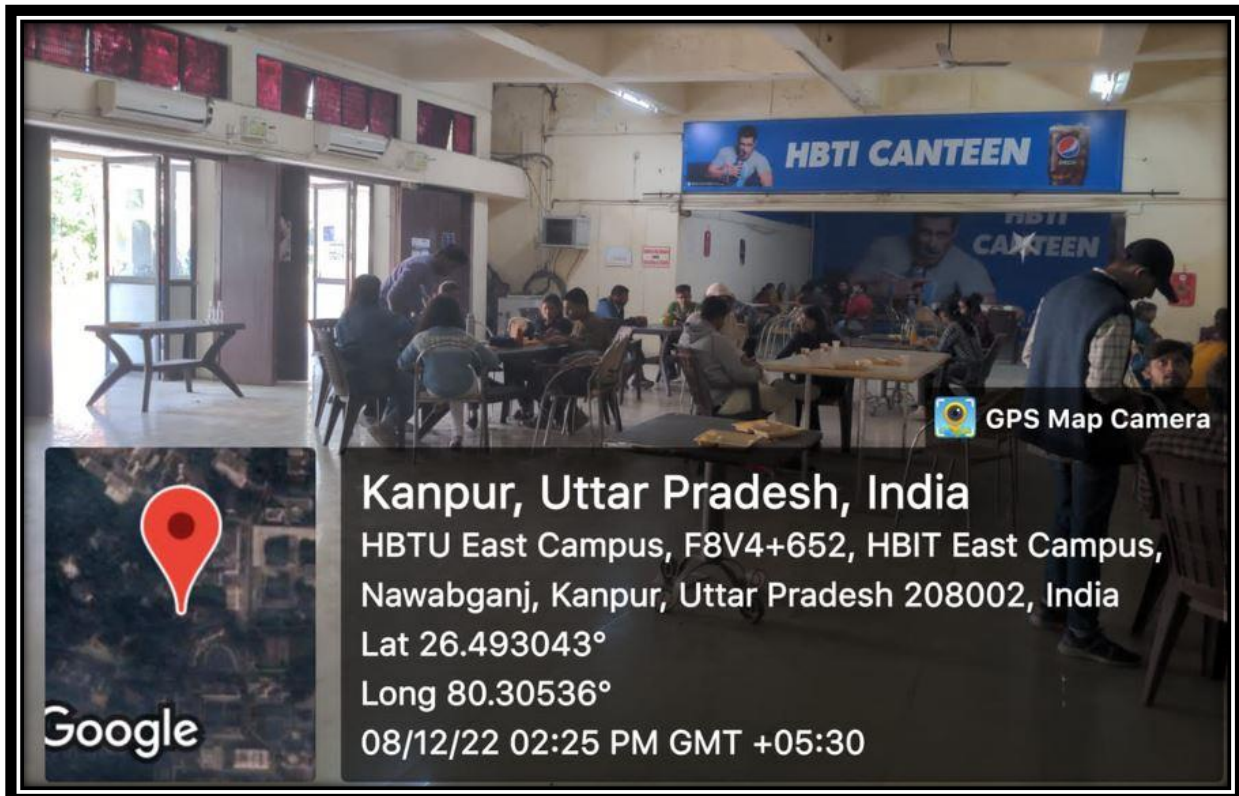 HBTI CANTEEN
HBTI
CANTEEN
GPS Map Camera
Kanpur, Uttar Pradesh, India
HBTU East Campus, F8V4+652, HBIT East Campus,
Nawabganj, Kanpur, Uttar Pradesh 208002, India
Lat 26.493043°
Long 80.30536°
08/12/22 02:25 PM GMT +05:30
Google